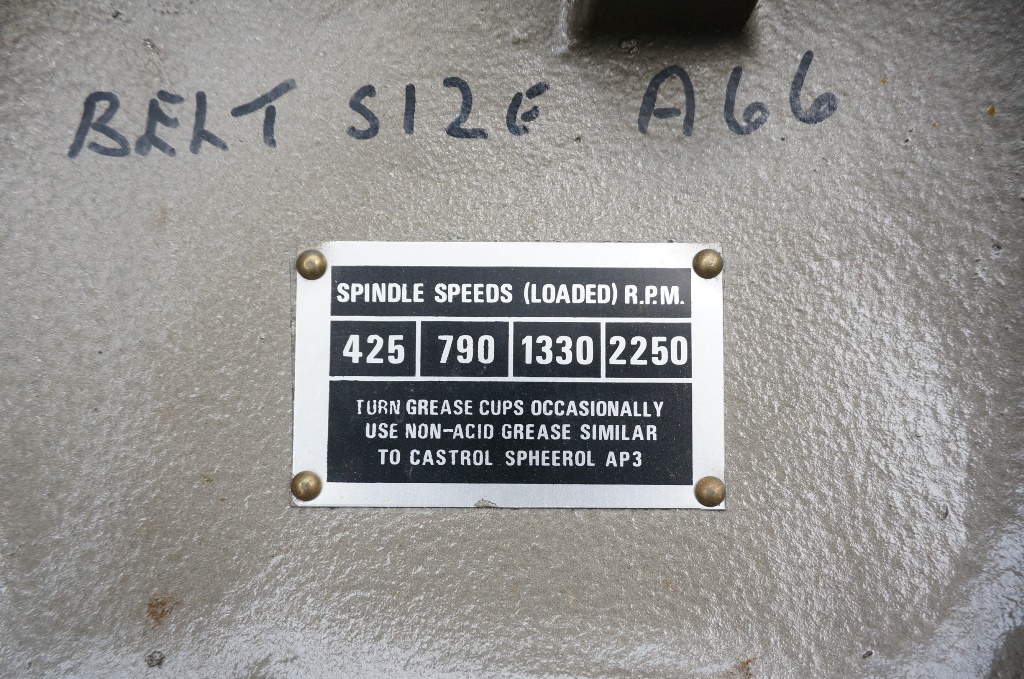 BELT SIZE A66
SPINDLE SPEEDS (LOADED) R.P.M.
425 790 1330 2250
TURN GREASE CUPS OCCASIONALLY
USE NON-ACID GREASE SIMILAR
TO CASTROL SPHEEROL AP3